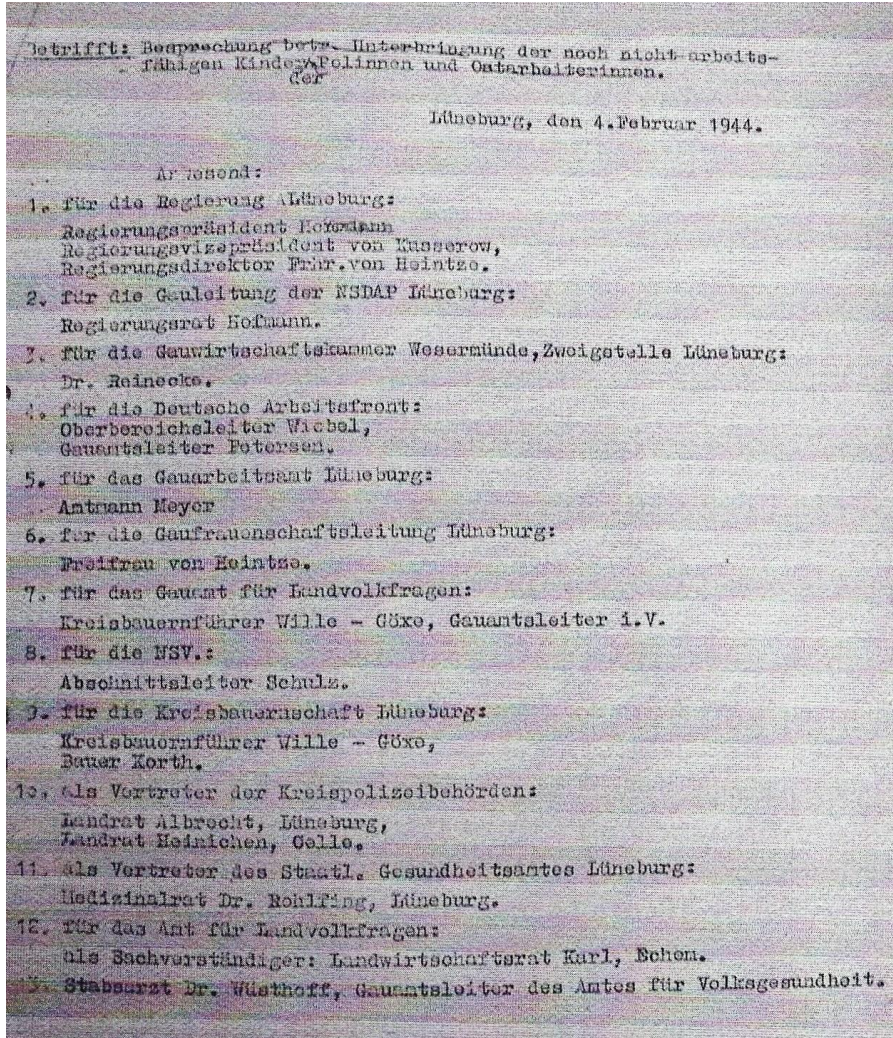 Betrifft: Besprechung betr. Unterbringung der noch nicht arbeits-
fähigen Kinder Polinnen und Ostarbeiterinnen.
der
Lüneburg, den 4.Februar 1944.
Anwesend:
1. für die Regierung Lüneburg:
Regierungspräsident Hermann
Regierungsvizepräsident von Kusserow,
Regierungsdirektor Frhr.von Heintze.
2. für die Gauleitung der NSDAP Lüneburg:
Regierungsrat Hofmann.
3. für die Gauwirtschaftskammer Wesermünde,Zweigstelle Lüneburg:
Dr. Reinecke.
4. für die Deutsche Arbeitsfront:
Oberbereichsleiter Wiebel,
Gauamtsleiter Petersen.
5. für das Gauarbeitsamt Lüneburg:
Amtmann Meyer
6. für die Gaufrauenschaftsleitung Lüneburg:
Freifrau von Heintze.
7. für das Gauamt für Landvolkfragen:
Kreisbauernführer Wille - Göxe, Gauamtsleiter i.V.
8. für die NSV.:
Abschnittsleiter Schulz.
9. für die Kreisbauernschaft Lüneburg:
Kreisbauernführer Wille - Göxe,
Bauer Korth.
10. als Vertreter der Kreispolizeibehörden:
Landrat Albrecht, Lüneburg,
Landrat Heinichen, Celle.
11. als Vertreter des Staatl. Gesundheitsamtes Lüneburg:
Medizinalrat Dr. Rohlfing, Lüneburg.
12. für das Amt für Landvolkfragen:
als Sachverständiger: Landwirtschaftsrat Karl, Echem.
13. Stabsarzt Dr. Wüsthoff, Gauamtsleiter des Amtes für Volksgesundheit.